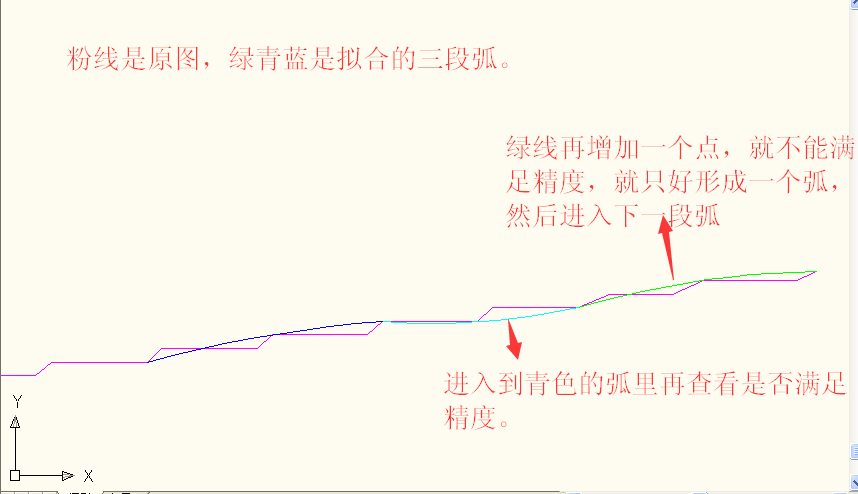 粉线是原图，绿青蓝是拟合的三段弧。
绿线再增加一个点，就不能满
足精度，就只好形成一个弧，
然后进入下一段弧
进入到青色的弧里再查看是否满足
精度。
Y
X